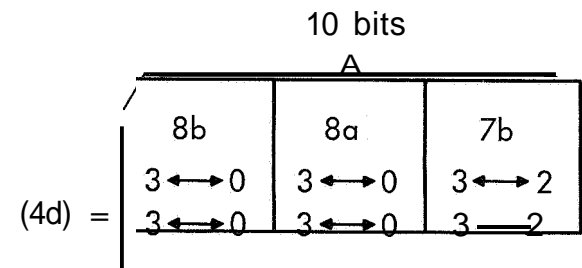 10 bits
A
8b 8a 7b
3 ↔ 0 3 ↔ 0 3 ↔ 2
(4d) = 3 ↔ 0 3 ↔ 0 3 — 2